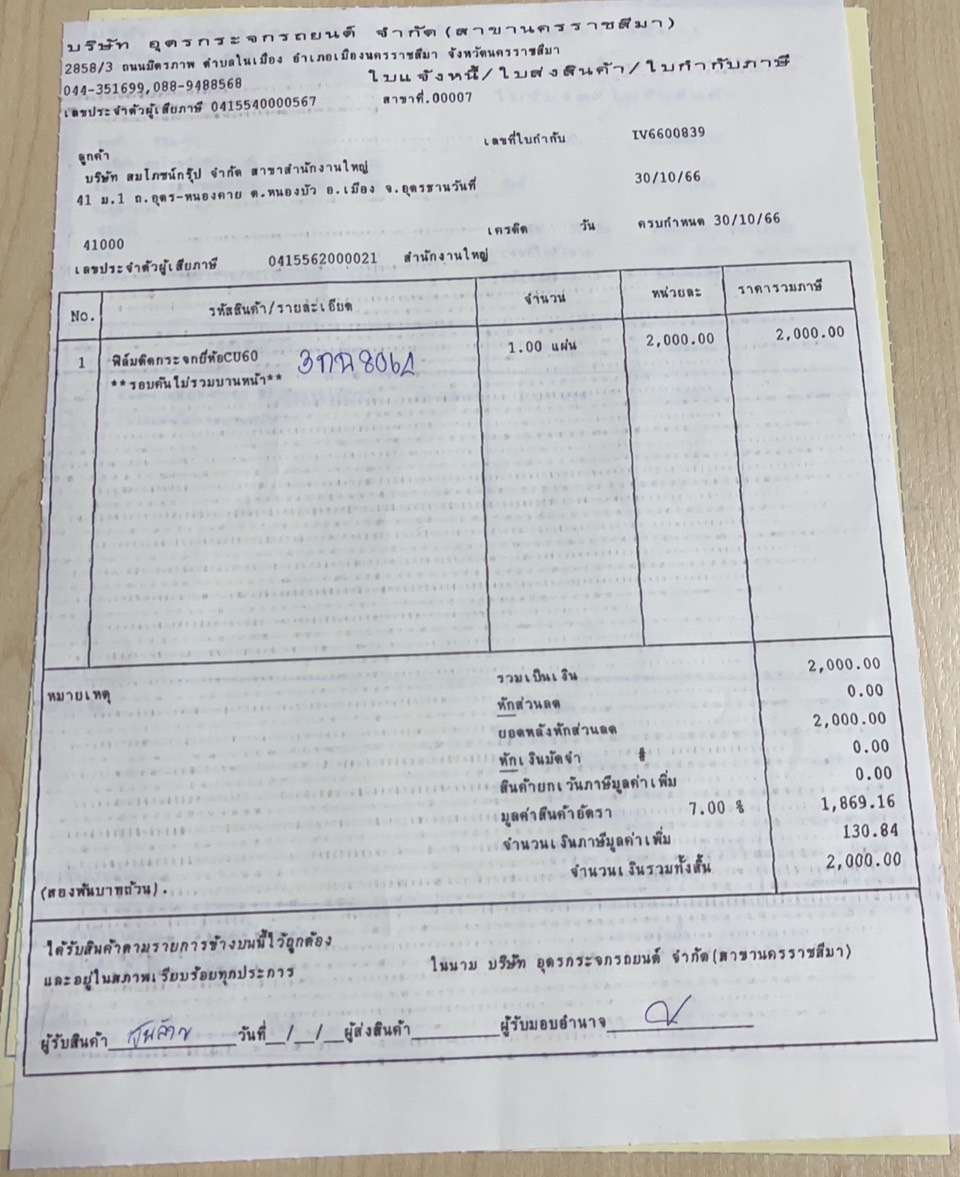 บริษัท อุดรกระจกรถยนต์ จำกัด(สาขานครราชสีมา)
2858/3 ถนนมิตรภาพ ตำบลในเมือง อำเภอเมืองนครราชสีมา จังหวัดนครราชสีมา
044-351699,088-9488568 ใบแจ้งหนี้/ใบส่งสินค้า/ใบกำกับภาษี
เลขประจำตัวผู้เสียภาษี 0415540000567 สาขาที่.00007
เลขที่ใบกำกับ IV6600839
ลูกค้า
บริษัท สมโภชน์กรุ๊ป จำกัด สาขาสำนักงานใหญ่
41 ม.1 ถ.อุดร-หนองคาย ต.หนองบัว อ.เมือง จ.อุดรธานวันที่ 30/10/66
เครดิต วัน ครบกำหนด 30/10/66
41000
เลขประจำตัวผู้เสียภาษี 0415562000021 สำนักงานใหญ่
No. รหัสสินค้า/รายละเอียด จำนวน หน่วยละ ราคารวมภาษี
1 ฟิล์มติดกระจกยี่ห้อCU60 3กฉ8062 1.00 แผ่น 2,000.00 2,000.00
**รอบคันไม่รวมบานหน้า**
หมายเหตุ รวมเป็นเงิน 2,000.00
หักส่วนลด 0.00
ยอดหลังหักส่วนลด 2,000.00
หักเงินมัดจำ 0.00
สินค้ายกเว้นภาษีมูลค่าเพิ่ม 0.00
มูลค่าสินค้าอัตรา 7.00 % 1,869.16
จำนวนเงินภาษีมูลค่าเพิ่ม 130.84
(สองพันบาทถ้วน). จำนวนเงินรวมทั้งสิ้น 2,000.00
ได้รับสินค้าตามรายการข้างบนนี้ไว้ถูกต้อง
และอยู่ในสภาพเรียบร้อยทุกประการ ในนาม บริษัท อุดรกระจกรถยนต์ จำกัด(สาขานครราชสีมา)
ผู้รับสินค้า วันที่__/__/__ผู้ส่งสินค้า________ผู้รับมอบอำนาจ